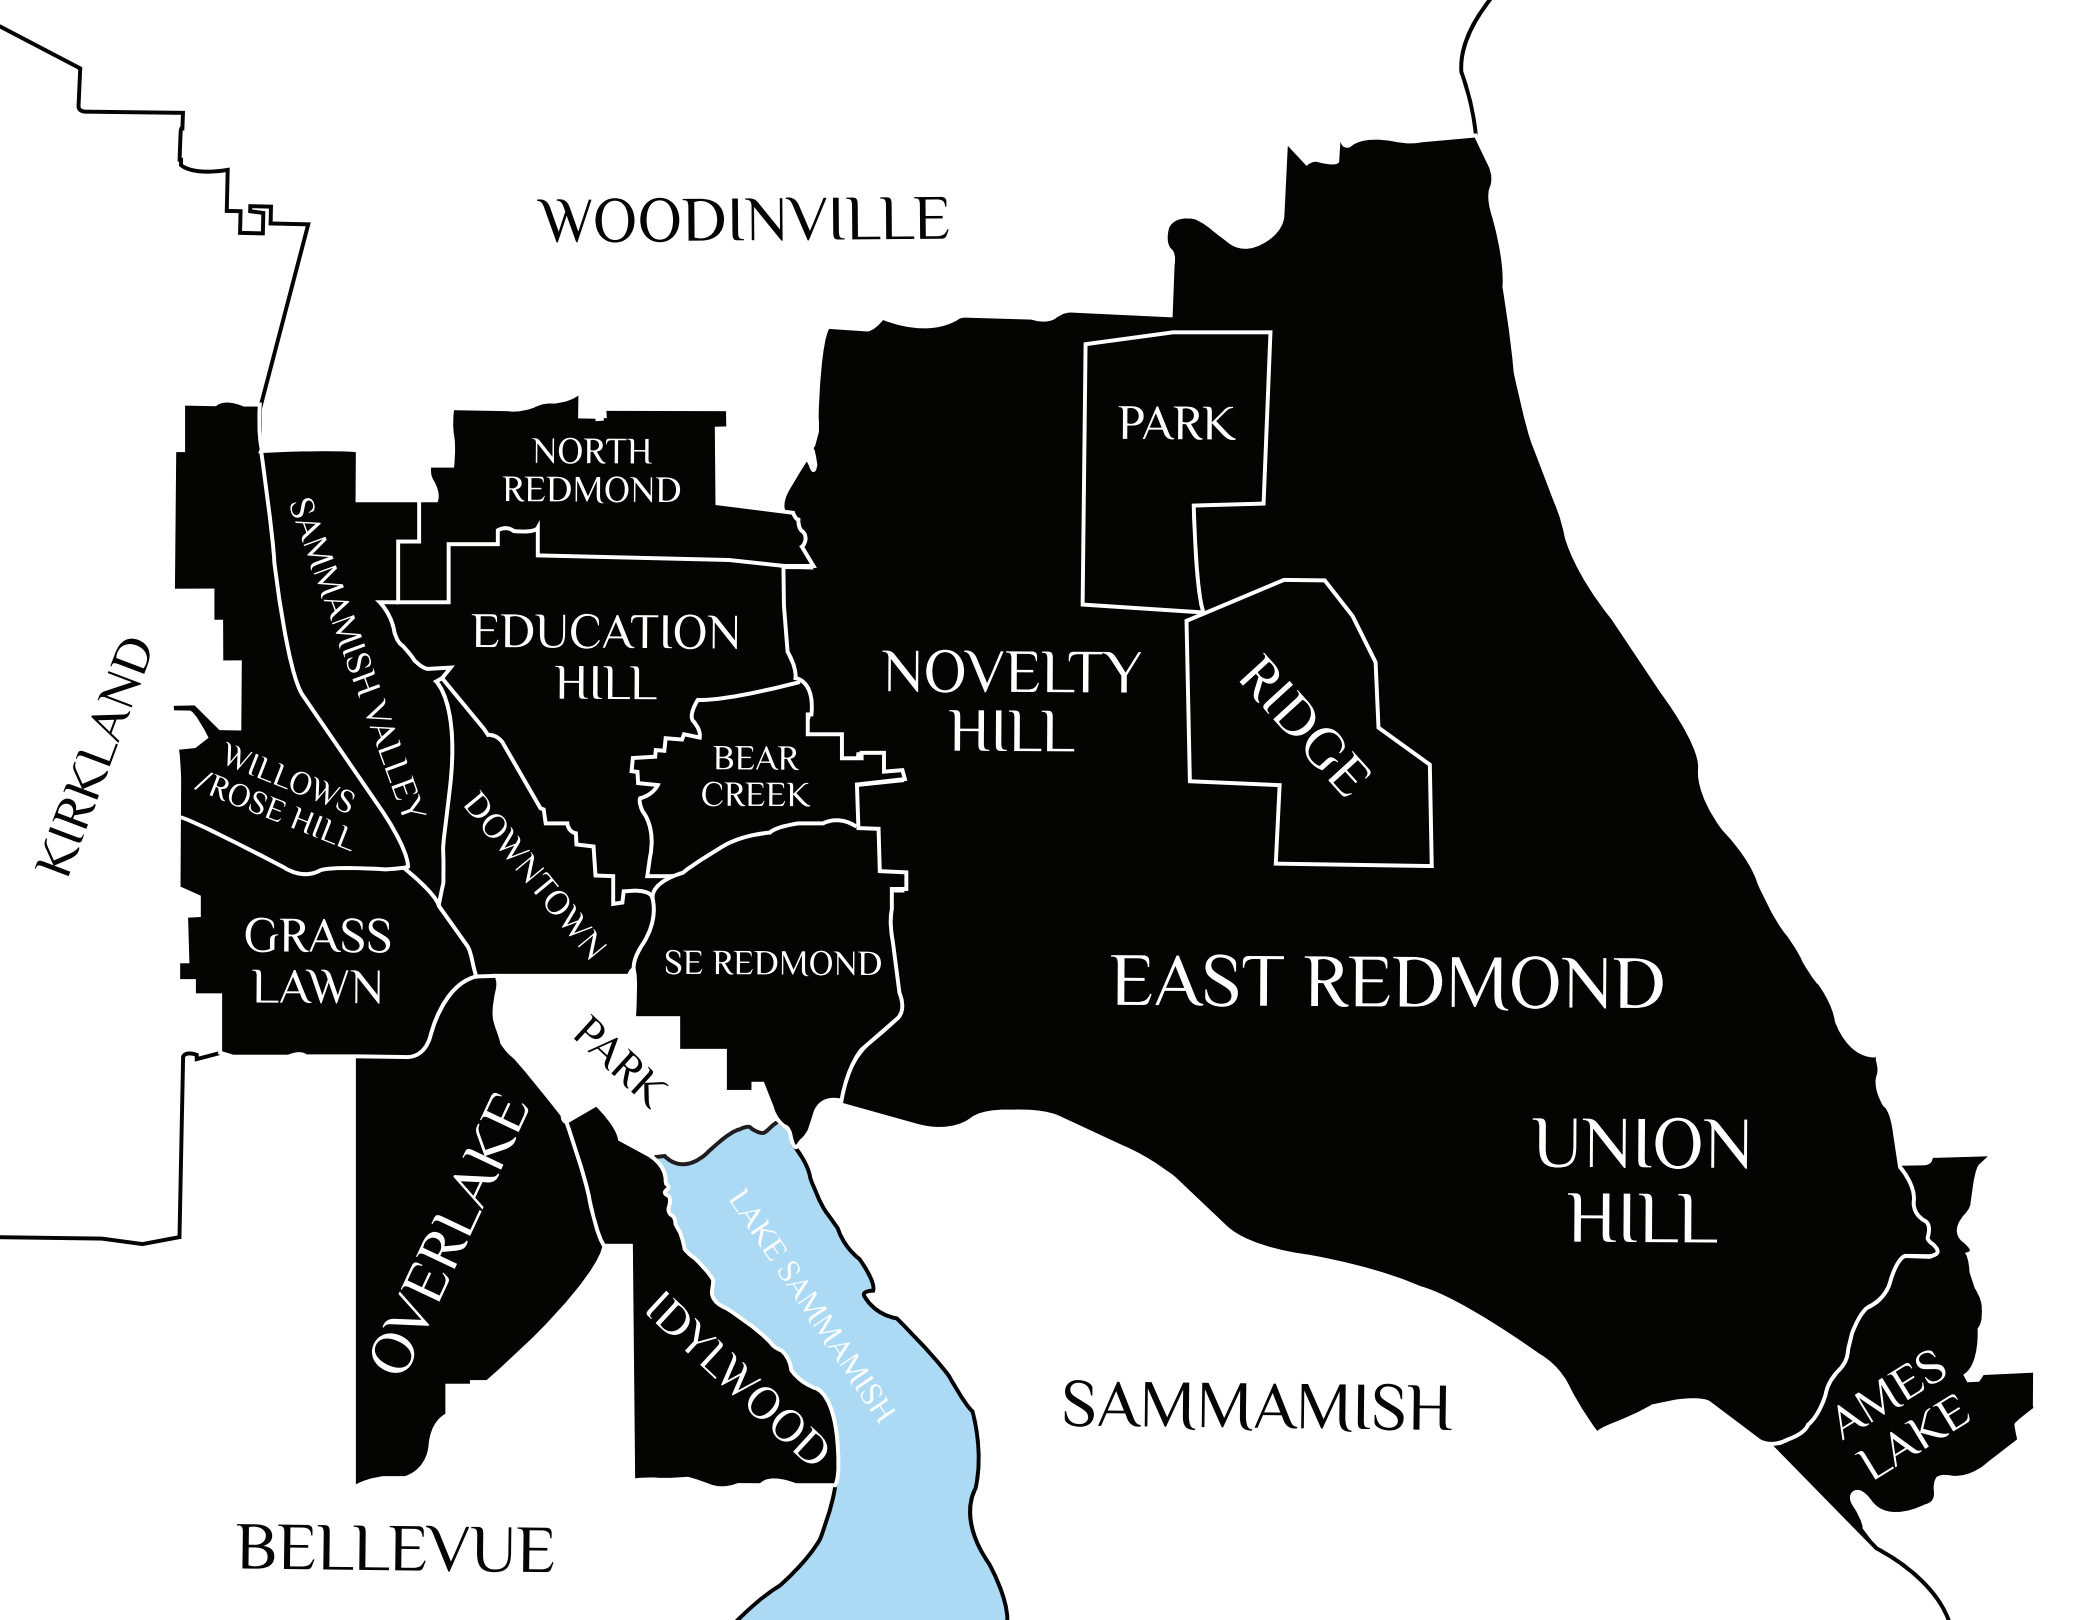 WOODINVILLE
PARK
NORTH
REDMOND
SAMMAMISH VALLEY
EDUCATION
HILL
NOVELTY
HILL
RIDGE
KIRKLAND
WILLOWS
/ROSE HILL
BEAR
CREEK
DOWNTOWN
GRASS
LAWN
SE REDMOND
EAST REDMOND
PARK
OVERLAKE
UNION
HILL
LAKE SAMMAMISH
IDYLWOOD
SAMMAMISH
AMES
LAKE
BELLEVUE